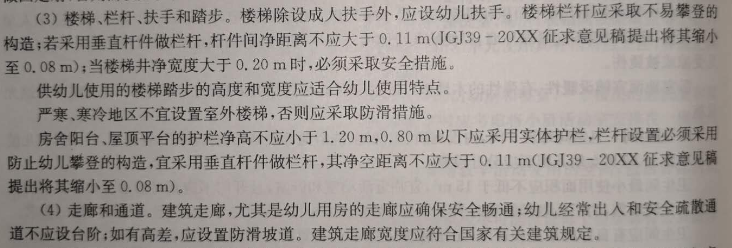 (3) 楼梯、栏杆、扶手和踏步。楼梯除设成人扶手外,应设幼儿扶手。楼梯栏杆应采取不易攀登的
构造;若采用垂直杆件做栏杆,杆件间净距离不应大于 0.11 m(JGJ39-20XX 征求意见稿提出将其缩小
至 0.08 m);当楼梯井净宽度大于 0.20 m 时,必须采取安全措施。
供幼儿使用的楼梯踏步的高度和宽度应适合幼儿使用特点。
严寒、寒冷地区不宜设置室外楼梯,否则应采取防滑措施。
房舍阳台、屋顶平台的护栏净高不应小于 1.20 m,0.80 m 以下应采用实体护栏,栏杆设置必须采用
防止幼儿攀登的构造,宜采用垂直杆件做栏杆,其净空距离不应大于 0.11 m(JGJ39-20XX 征求意见稿
提出将其缩小至 0.08 m)。
(4) 走廊和通道。建筑走廊,尤其是幼儿用房的走廊应确保安全畅通;幼儿经常出入和安全疏散通
道不应设台阶;如有高差,应设置防滑坡道。建筑走廊宽度应符合国家有关建筑规定。